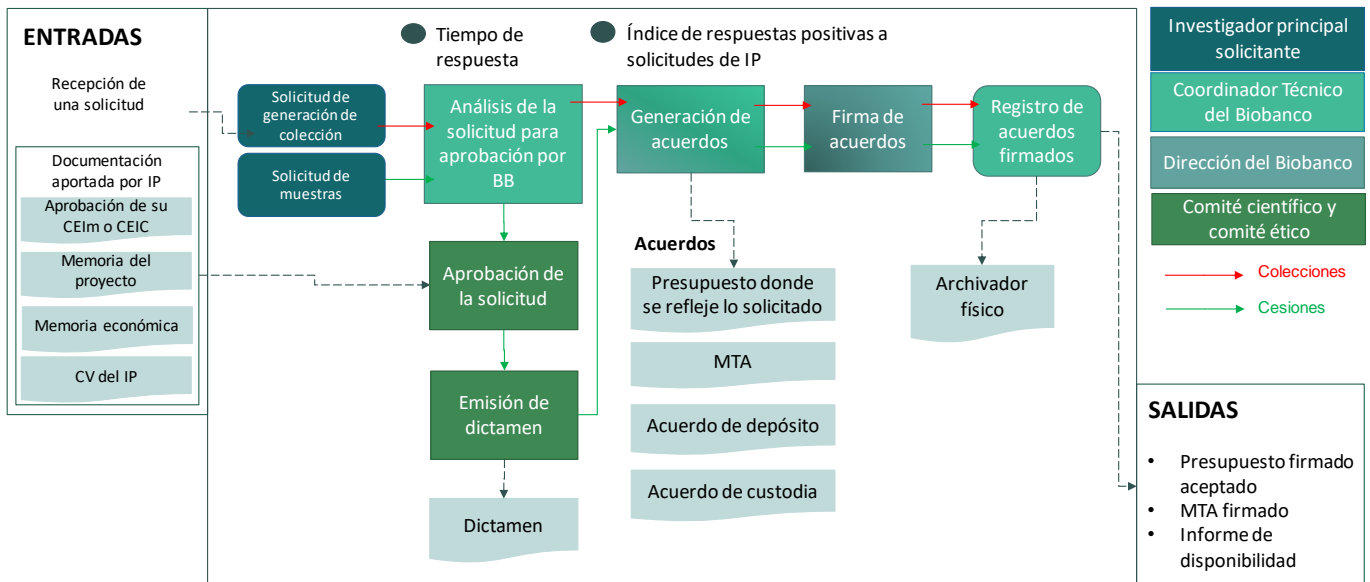 ENTRADAS
Recepción de
una solicitud
Documentación
aportada por IP
Aprobación de su
CEIm o CEIC
Memoria del
proyecto
Memoria económica
CV del IP
Tiempo de
respuesta
Índice de respuestas positivas a
solicitudes de IP
Solicitud de
generación de
colección
Solicitud de
muestras
Análisis de la
solicitud para
aprobación por
BB
Generación de
acuerdos
Firma de
acuerdos
Registro de
acuerdos
firmados
Aprobación de
la solicitud
Emisión de
dictamen
Dictamen
Acuerdos
Presupuesto donde
se refleje lo solicitado
MTA
Acuerdo de depósito
Acuerdo de custodia
Archivador
físico
Investigador principal
solicitante
Coordinador Técnico
del Biobanco
Dirección del Biobanco
Comité científico y
comité ético
Colecciones
Cesiones
SALIDAS
• Presupuesto firmado
aceptado
• MTA firmado
• Informe de
disponibilidad